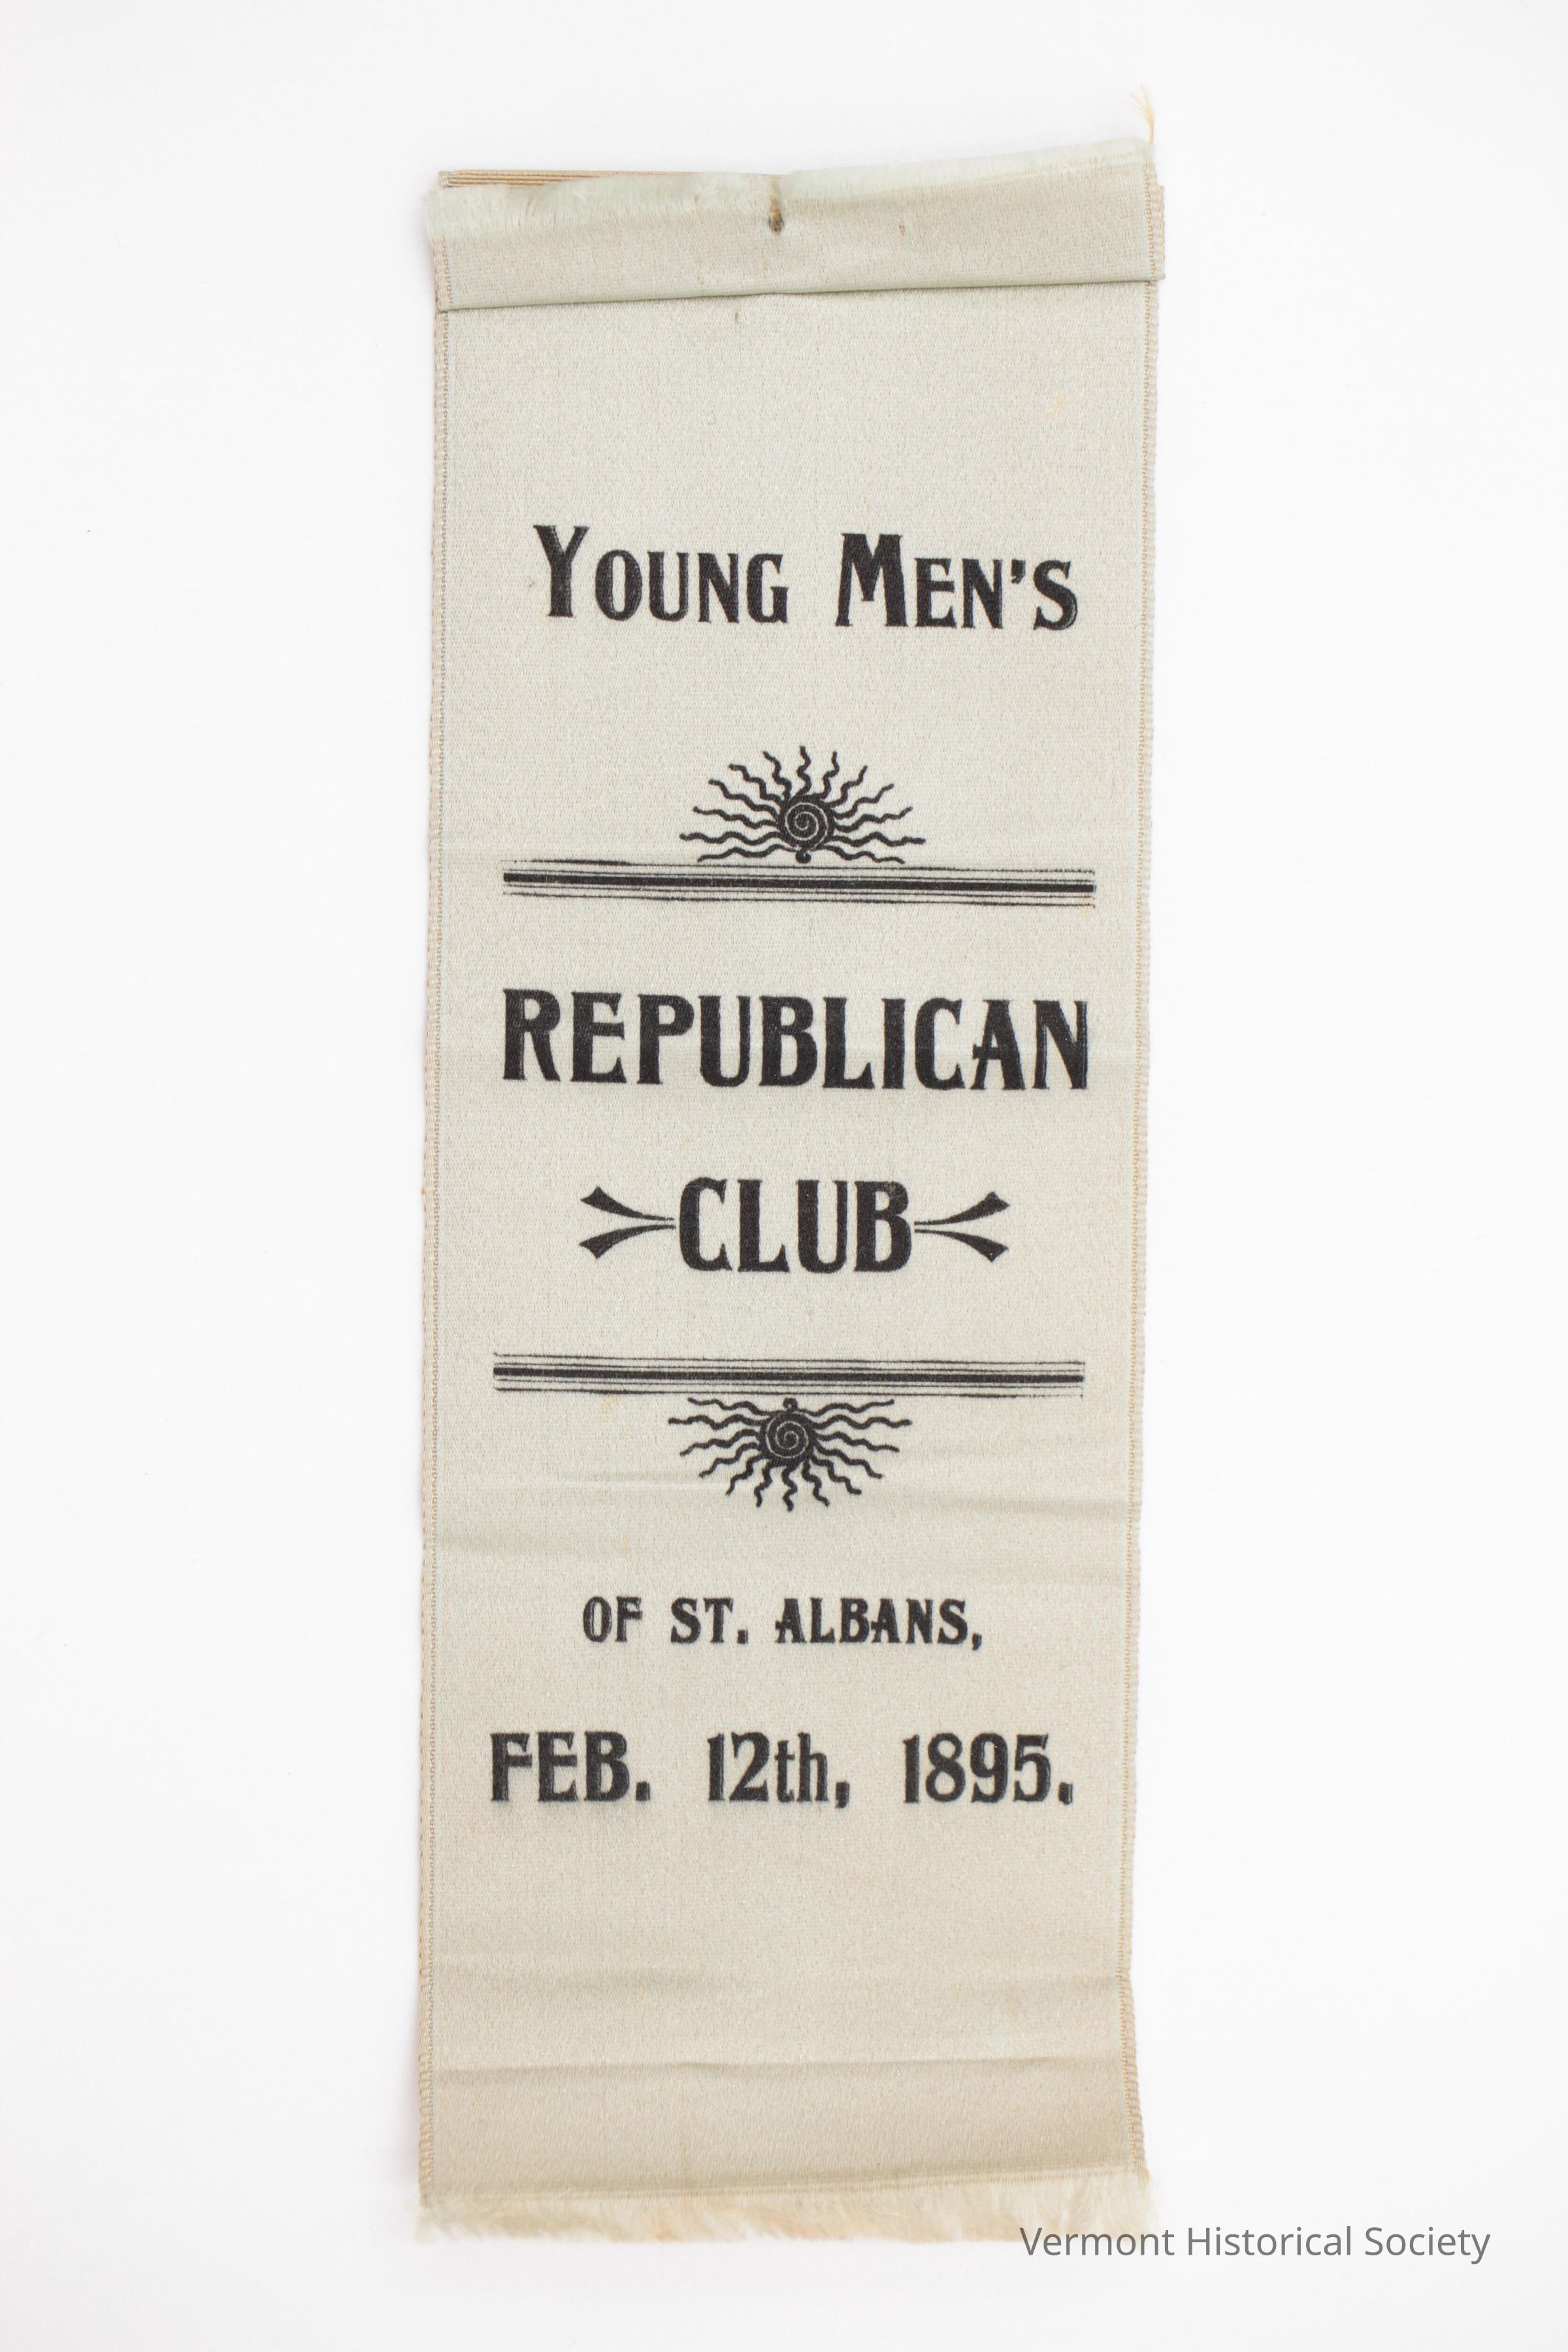 Young Men's
REPUBLICAN
CLUB
OF ST. ALBANS,
FEB. 12th, 1895.
Vermont Historical Society